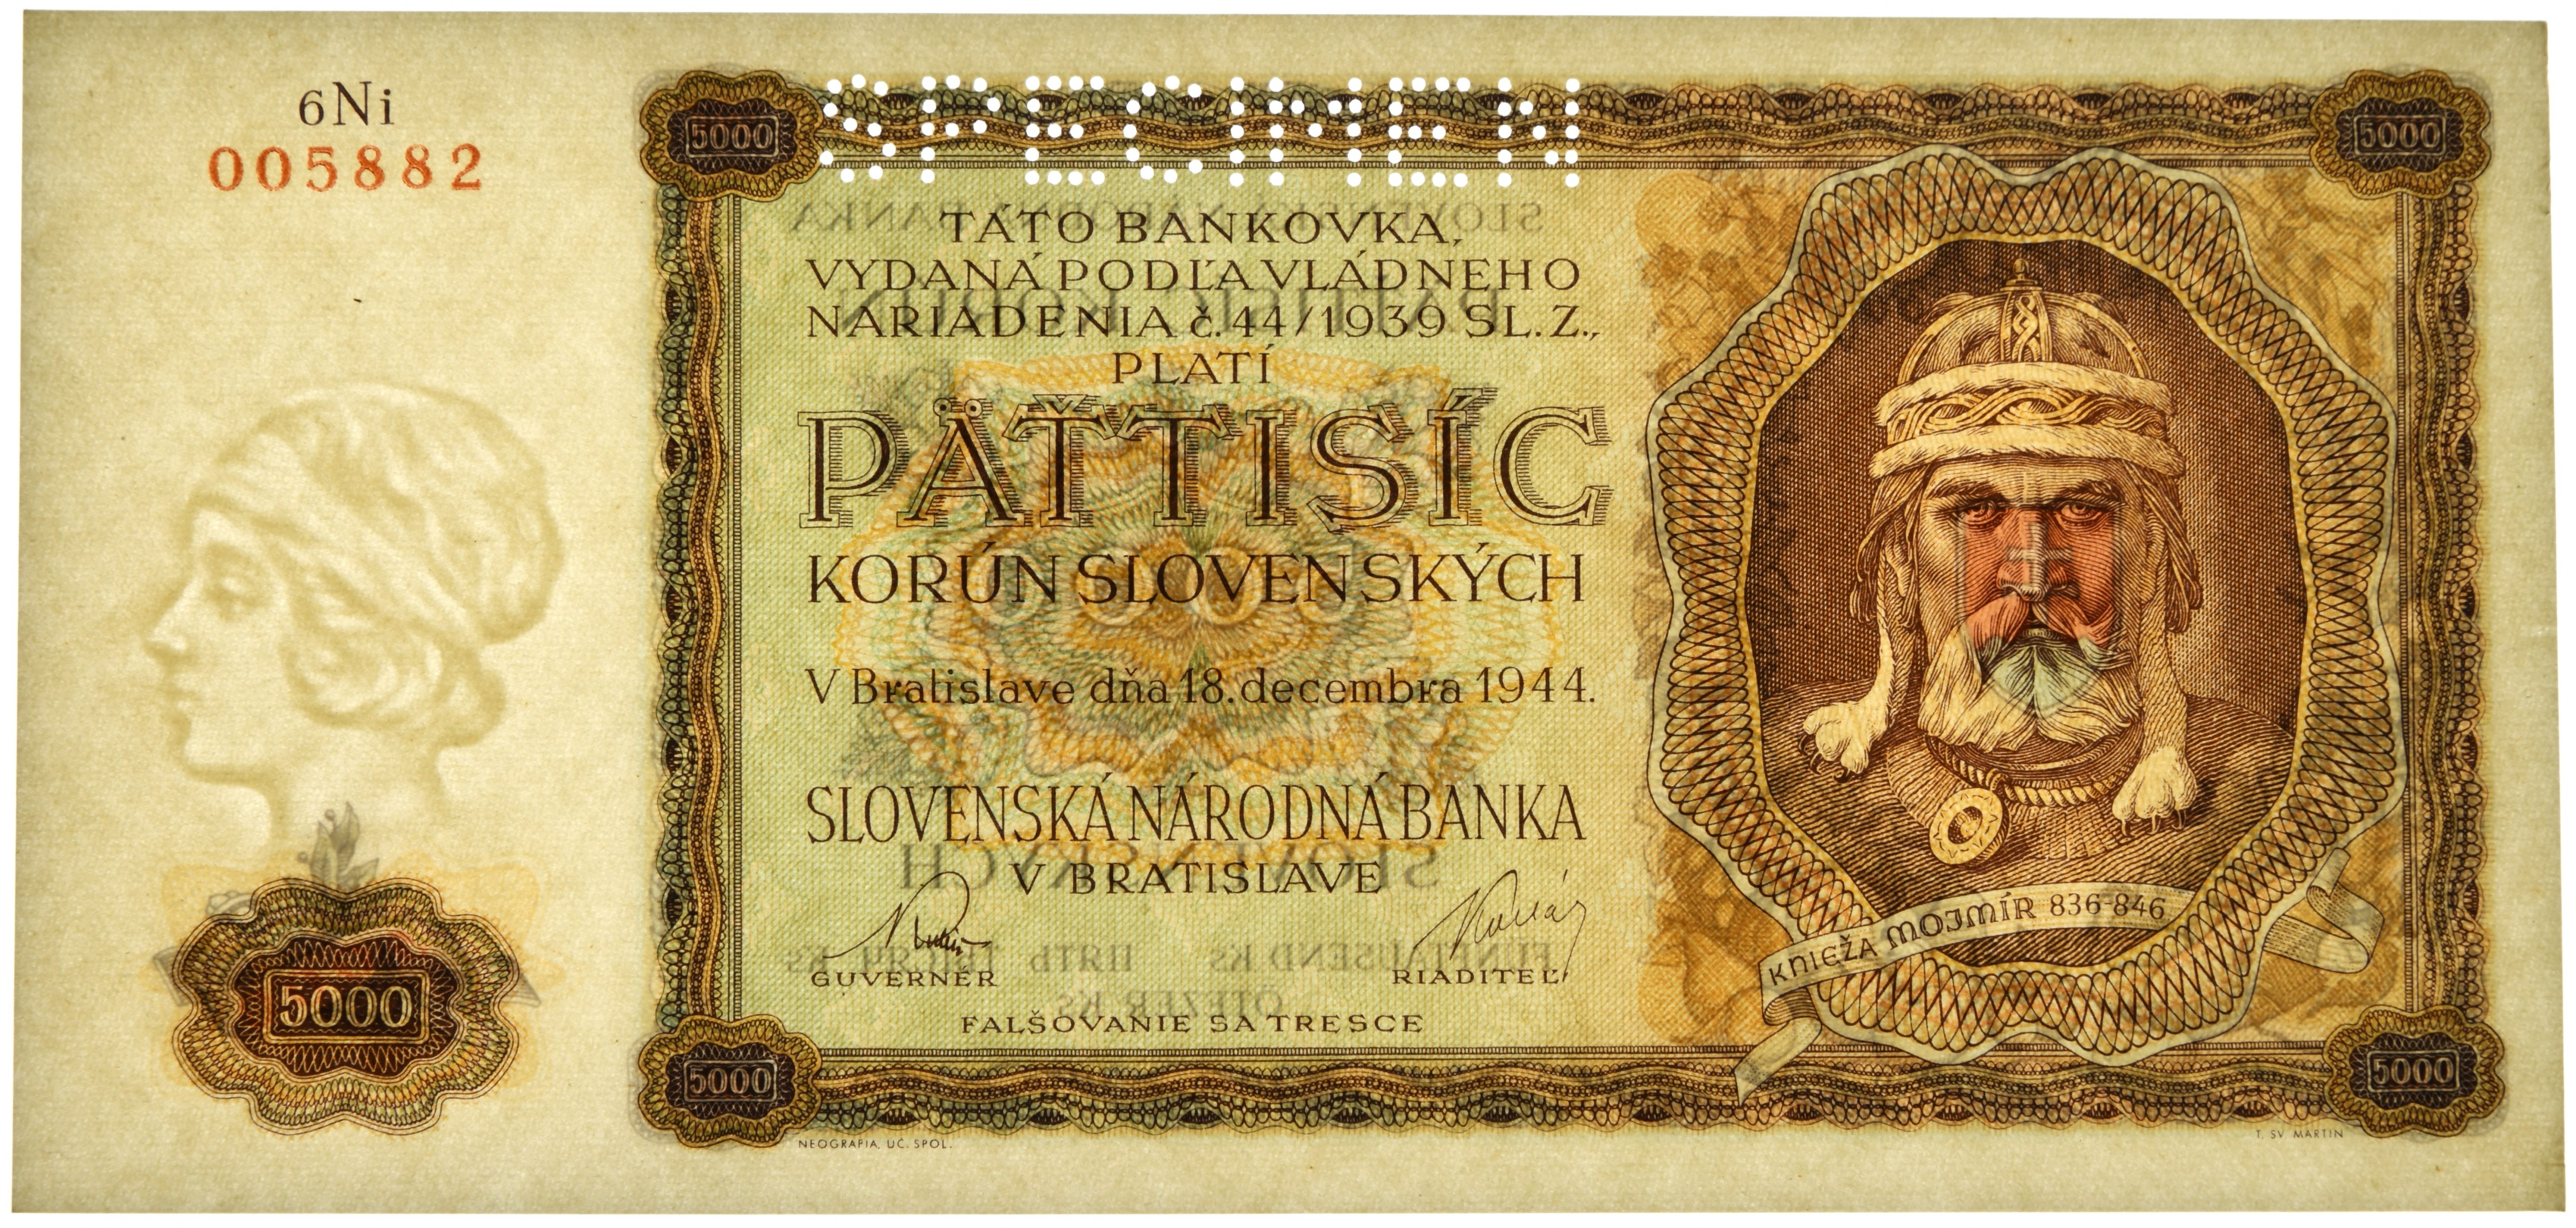 6Ni
005882
SPECIMEN
5000
5000
TÁTO BANKOVKA,
VYDANÁ PODĽA VLÁDNEHO
NARIADENIA č. 44/1939 SL. Z.,
PLATÍ
PÄŤTISÍC
KORÚN SLOVENSKÝCH
V Bratislave dňa 18. decembra 1944.
SLOVENSKÁ NÁRODNÁ BANKA
V BRATISLAVE
GUVERNÉR
RIADITEĽ
FALŠOVANIE SA TRESCE
KNIEŽA MOJMÍR 836-846
5000
5000
5000
NEOGRAFIA, UČ. SPOL.
T. SV. MARTIN